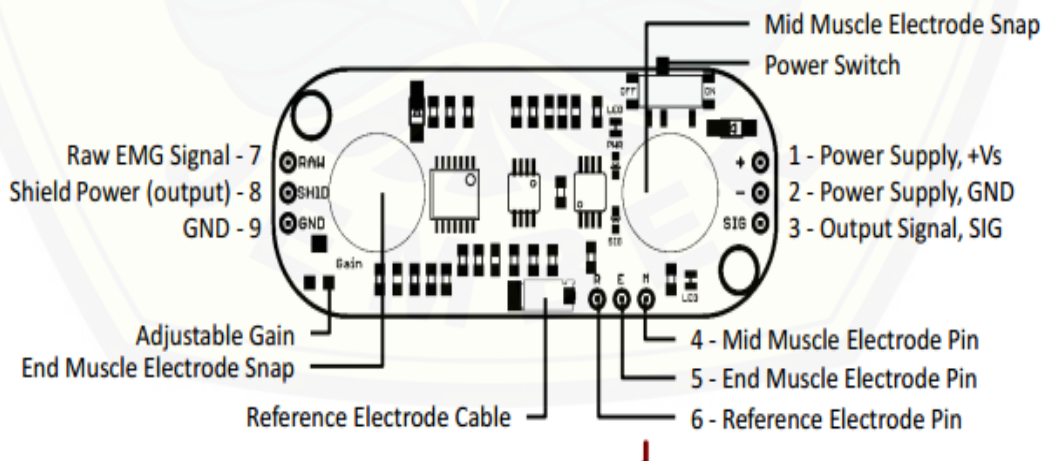 Mid Muscle Electrode Snap
Power Switch
OFF
ON
LED
PWR
Raw EMG Signal - 7
RAW
+
1 - Power Supply, +Vs
Shield Power (output) - 8
SHID
-
2 - Power Supply, GND
GND - 9
GND
SIG
3 - Output Signal, SIG
SIG
Gain
R E M
LED
Adjustable Gain
4 - Mid Muscle Electrode Pin
End Muscle Electrode Snap
5 - End Muscle Electrode Pin
Reference Electrode Cable
6 - Reference Electrode Pin